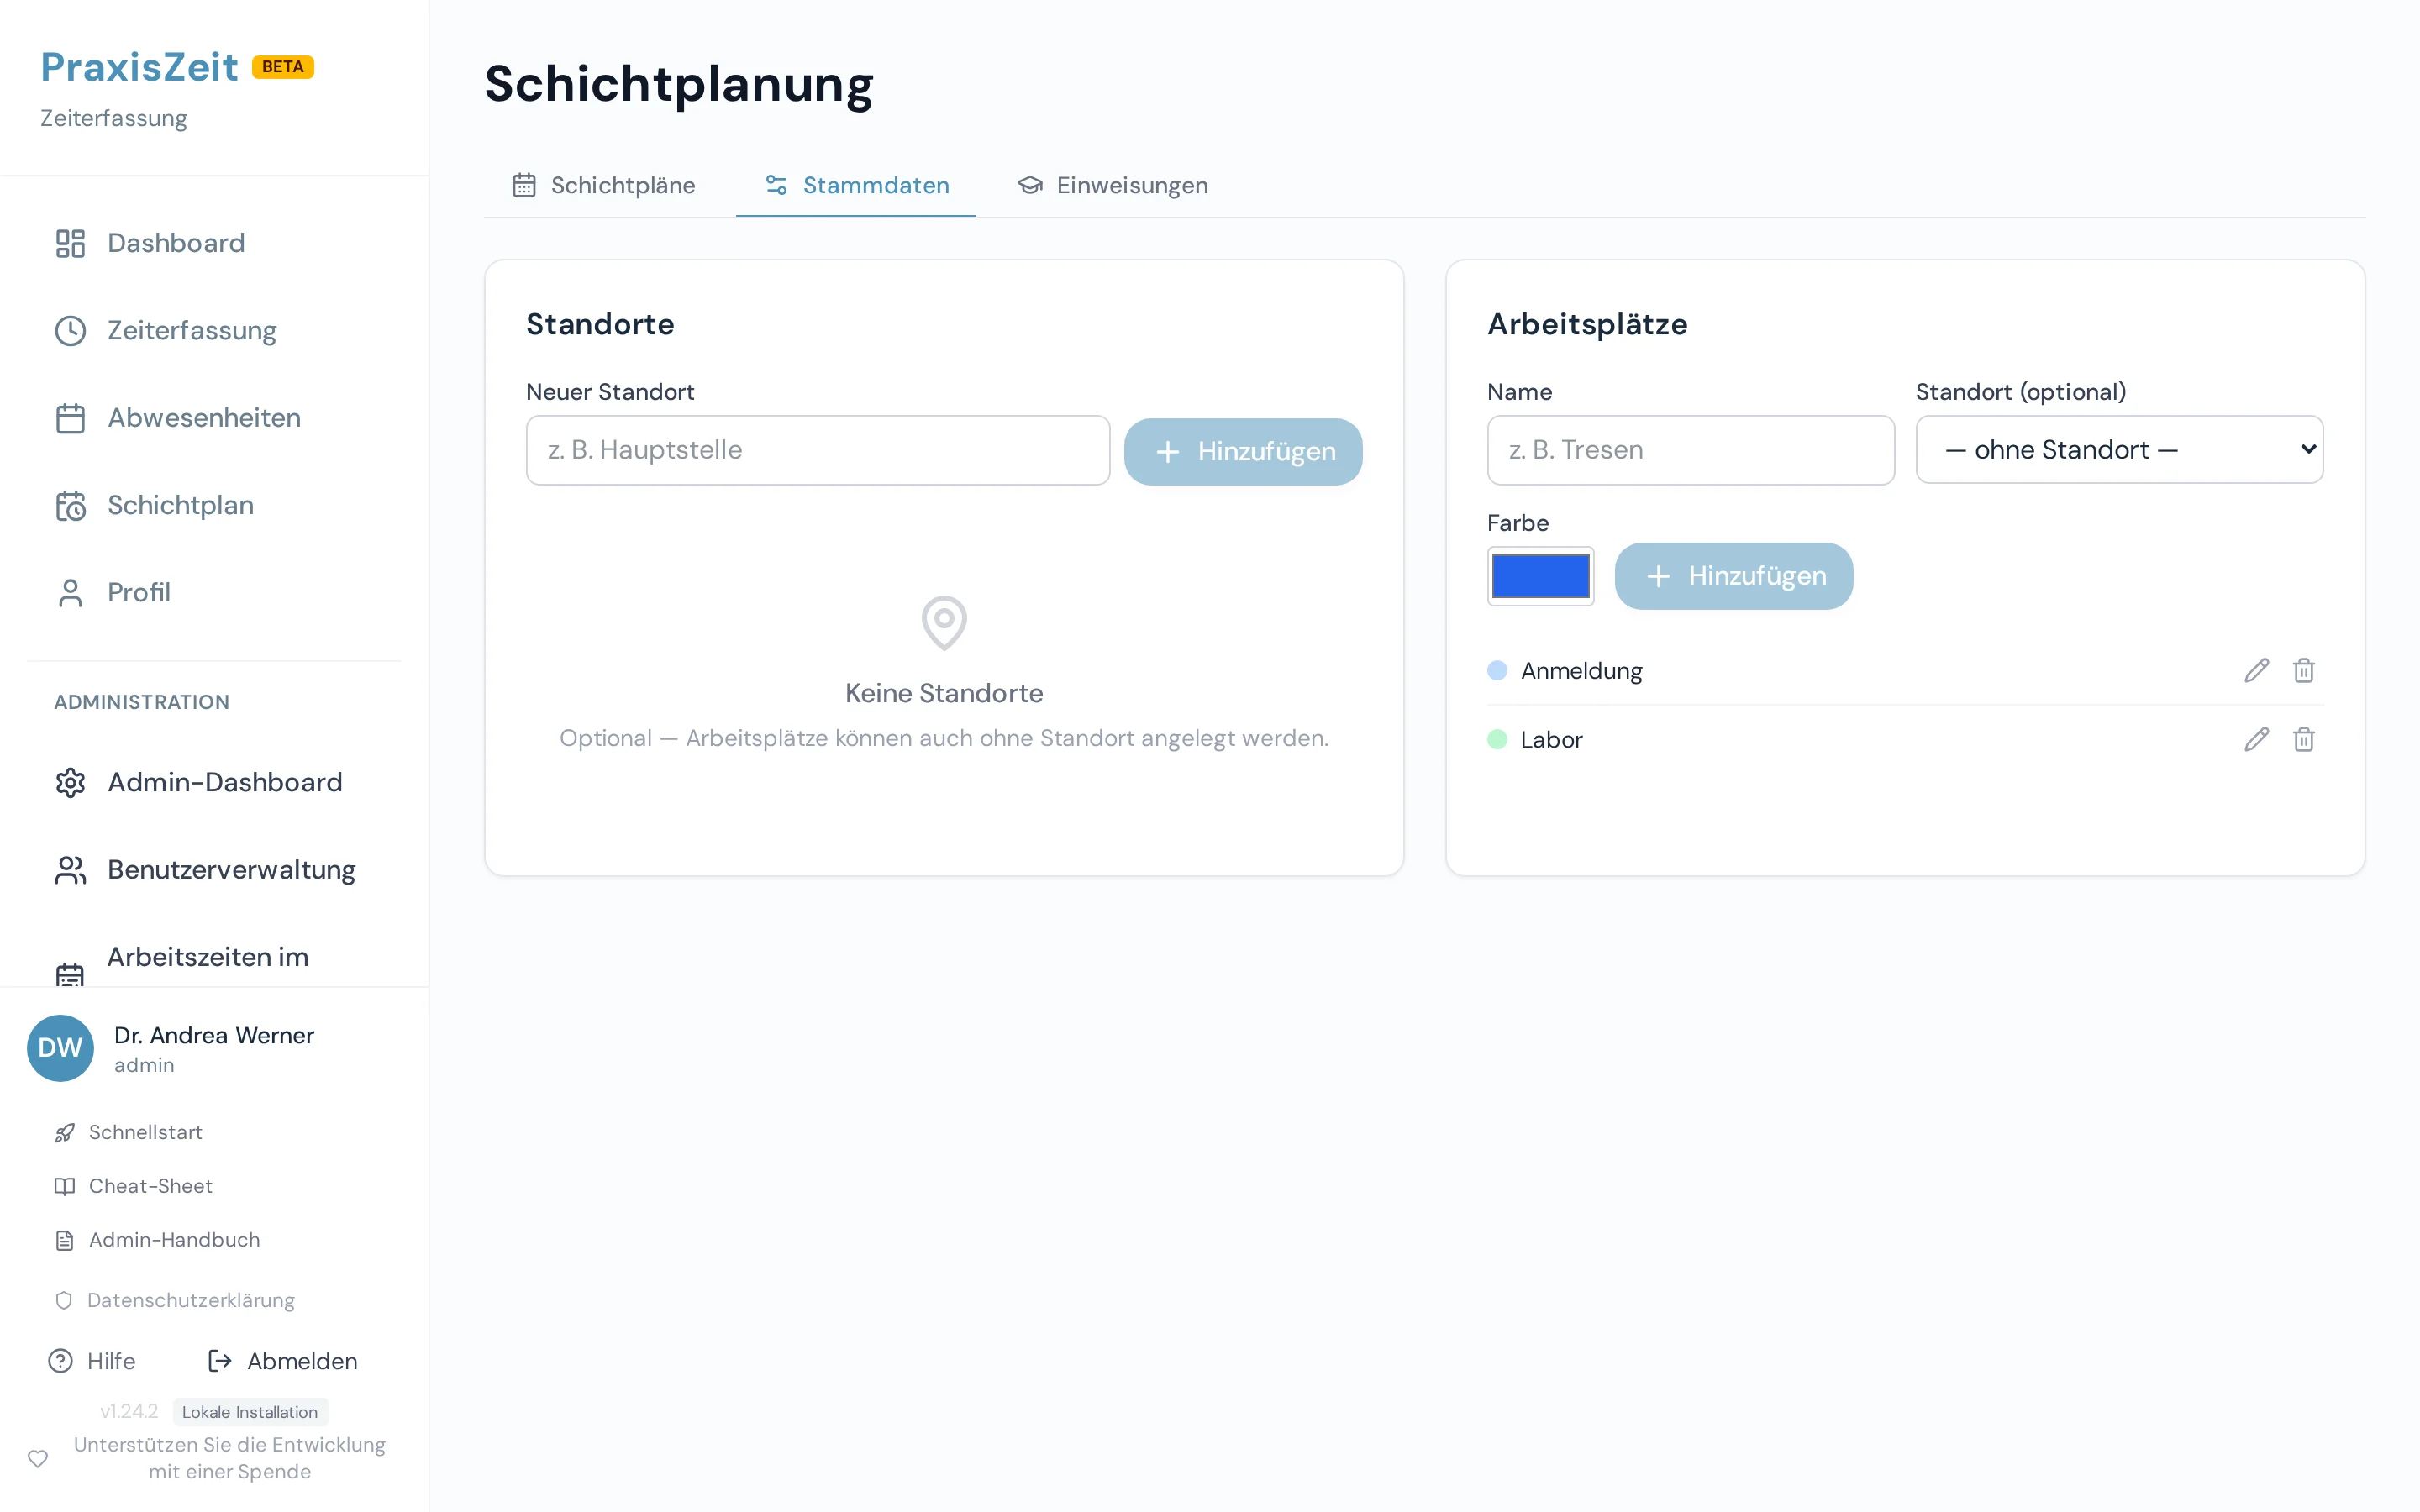 PraxisZeit BETA
Zeiterfassung
Dashboard
Zeiterfassung
Abwesenheiten
Schichtplan
Profil
ADMINISTRATION
Admin-Dashboard
Benutzerverwaltung
Arbeitszeiten im
DW
Dr. Andrea Werner
admin
Schnellstart
Cheat-Sheet
Admin-Handbuch
Datenschutzerklärung
Hilfe Abmelden
v1.24.2 Lokale Installation
Unterstützen Sie die Entwicklung
mit einer Spende
Schichtplanung
Schichtpläne Stammdaten Einweisungen
Standorte
Neuer Standort
z. B. Hauptstelle Hinzufügen
Keine Standorte
Optional — Arbeitsplätze können auch ohne Standort angelegt werden.
Arbeitsplätze
Name Standort (optional)
z. B. Tresen — ohne Standort —
Farbe
Hinzufügen
Anmeldung
Labor